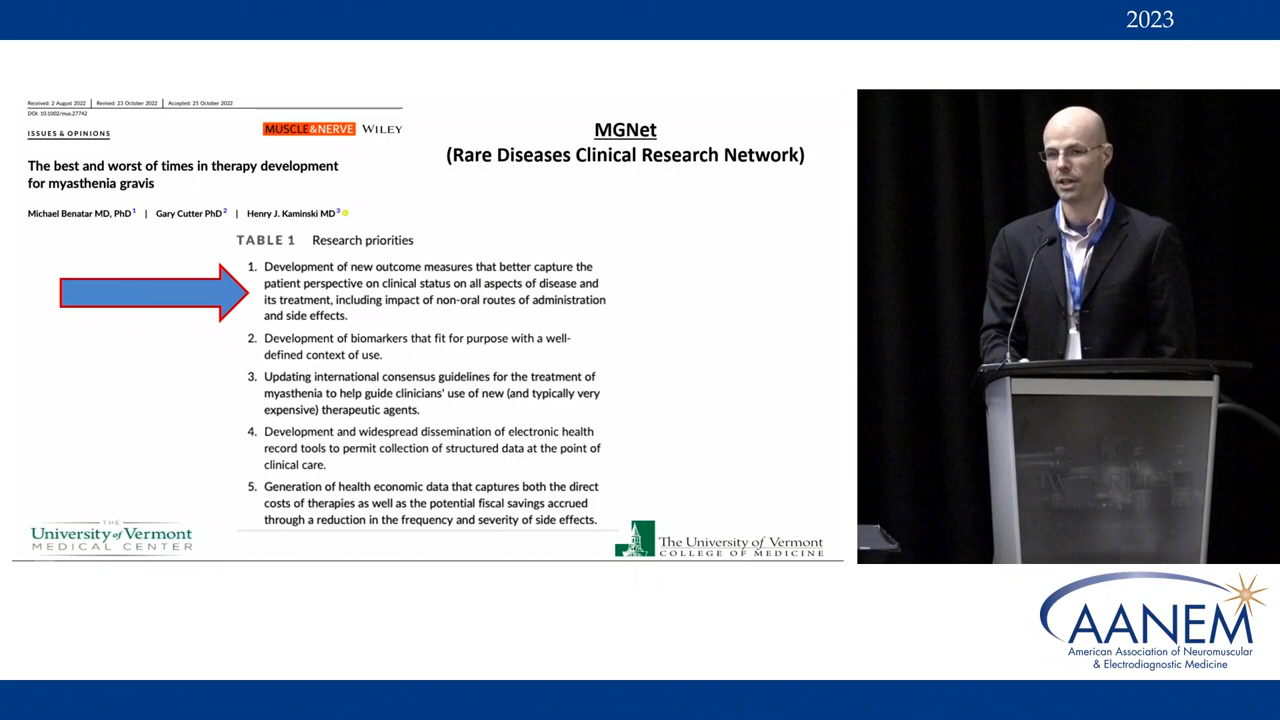 2023
Received: 2 August 2022 | Revised: 23 October 2022 | Accepted: 25 October 2022
DOI: 10.1002/mus.27742
ISSUES & OPINIONS
MUSCLE&NERVE WILEY
The best and worst of times in therapy development
for myasthenia gravis
Michael Benatar MD, PhD1 | Gary Cutter PhD2 | Henry J. Kaminski MD3
MGNet
(Rare Diseases Clinical Research Network)
TABLE 1 Research priorities
1. Development of new outcome measures that better capture the
patient perspective on clinical status on all aspects of disease and
its treatment, including impact of non-oral routes of administration
and side effects.
2. Development of biomarkers that fit for purpose with a well-
defined context of use.
3. Updating international consensus guidelines for the treatment of
myasthenia to help guide clinicians' use of new (and typically very
expensive) therapeutic agents.
4. Development and widespread dissemination of electronic health
record tools to permit collection of structured data at the point of
clinical care.
5. Generation of health economic data that captures both the direct
costs of therapies as well as the potential fiscal savings accrued
through a reduction in the frequency and severity of side effects.
THE
University of Vermont
MEDICAL CENTER
The University of Vermont
COLLEGE OF MEDICINE
AANEM
American Association of Neuromuscular
& Electrodiagnostic Medicine